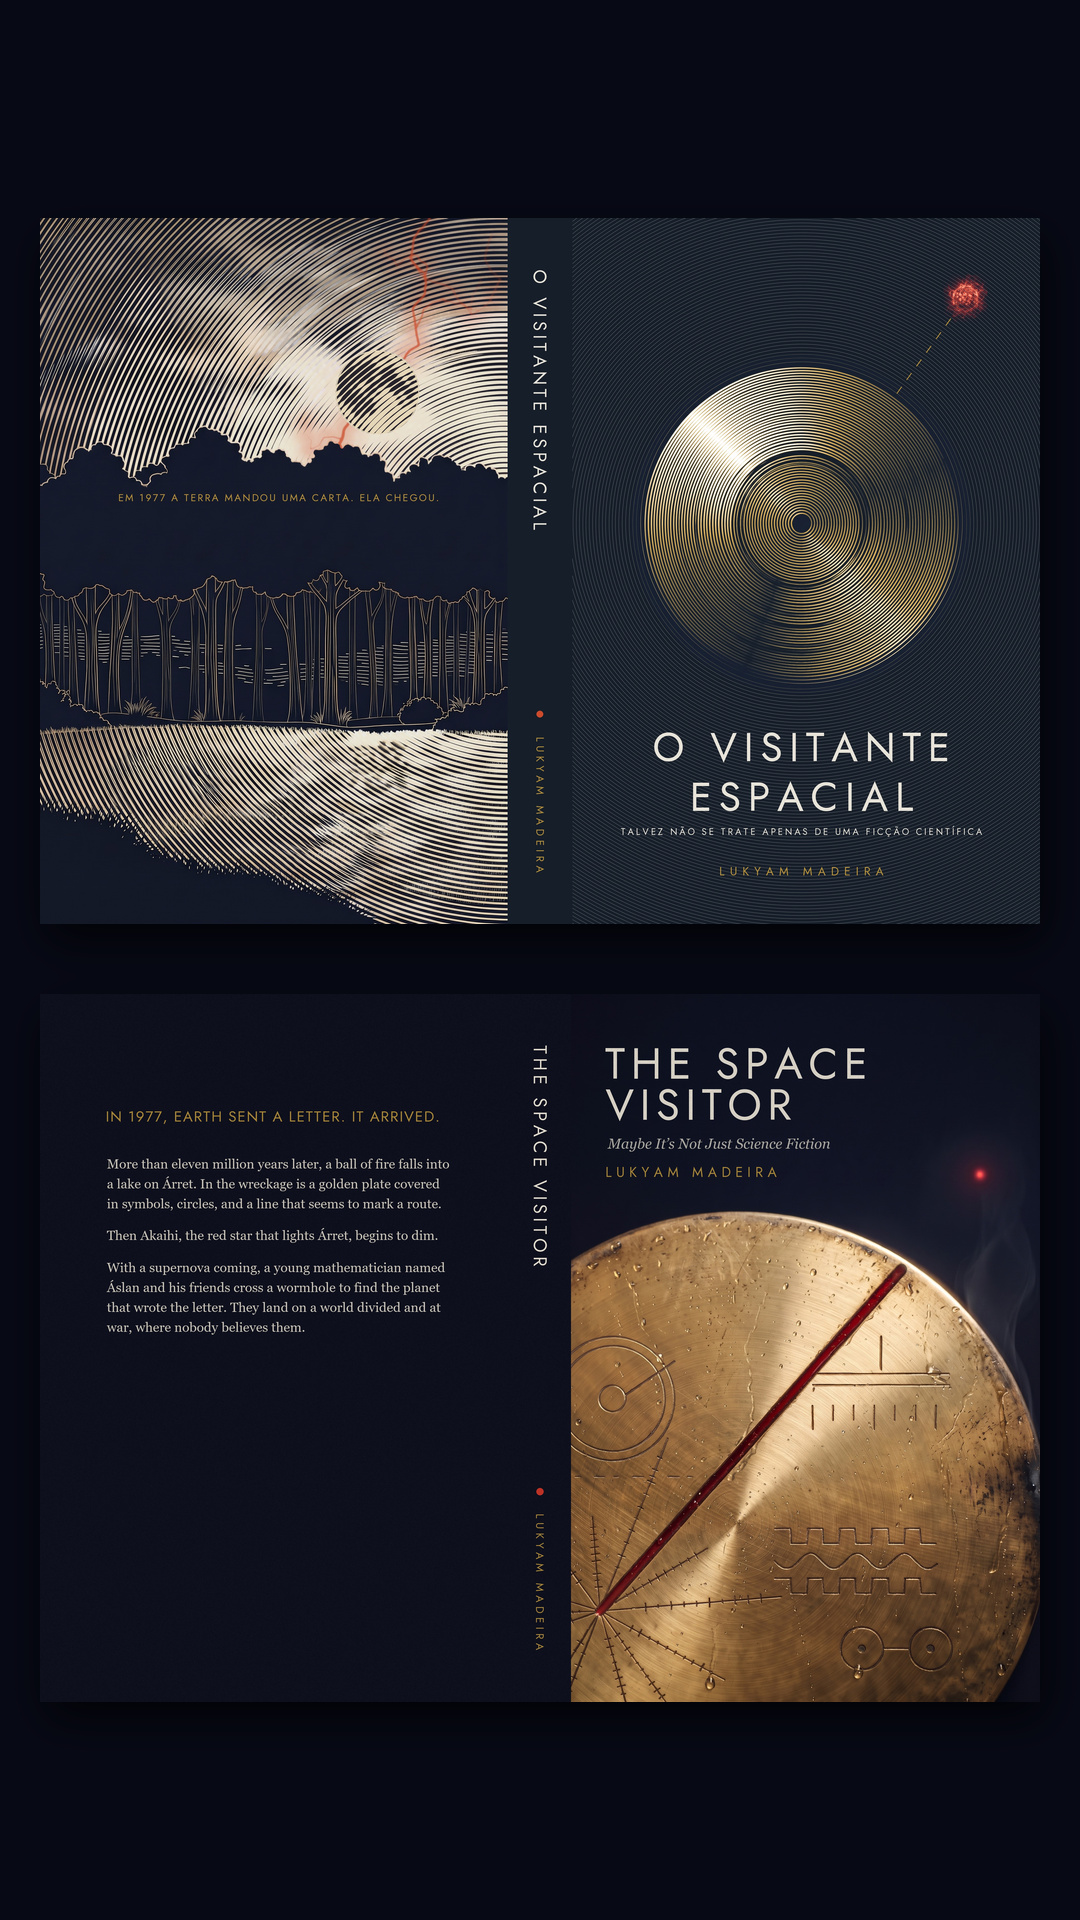 EM 1977 A TERRA MANDOU UMA CARTA. ELA CHEGOU.
O VISITANTE ESPACIAL
LUKYAM MADEIRA
O VISITANTE
ESPACIAL
TALVEZ NÃO SE TRATE APENAS DE UMA FICÇÃO CIENTÍFICA
LUKYAM MADEIRA
IN 1977, EARTH SENT A LETTER. IT ARRIVED.
More than eleven million years later, a ball of fire falls into
a lake on Árret. In the wreckage is a golden plate covered
in symbols, circles, and a line that seems to mark a route.
Then Akaihi, the red star that lights Árret, begins to dim.
With a supernova coming, a young mathematician named
Áslan and his friends cross a wormhole to find the planet
that wrote the letter. They land on a world divided and at
war, where nobody believes them.
THE SPACE VISITOR
LUKYAM MADEIRA
THE SPACE
VISITOR
Maybe It's Not Just Science Fiction
LUKYAM MADEIRA